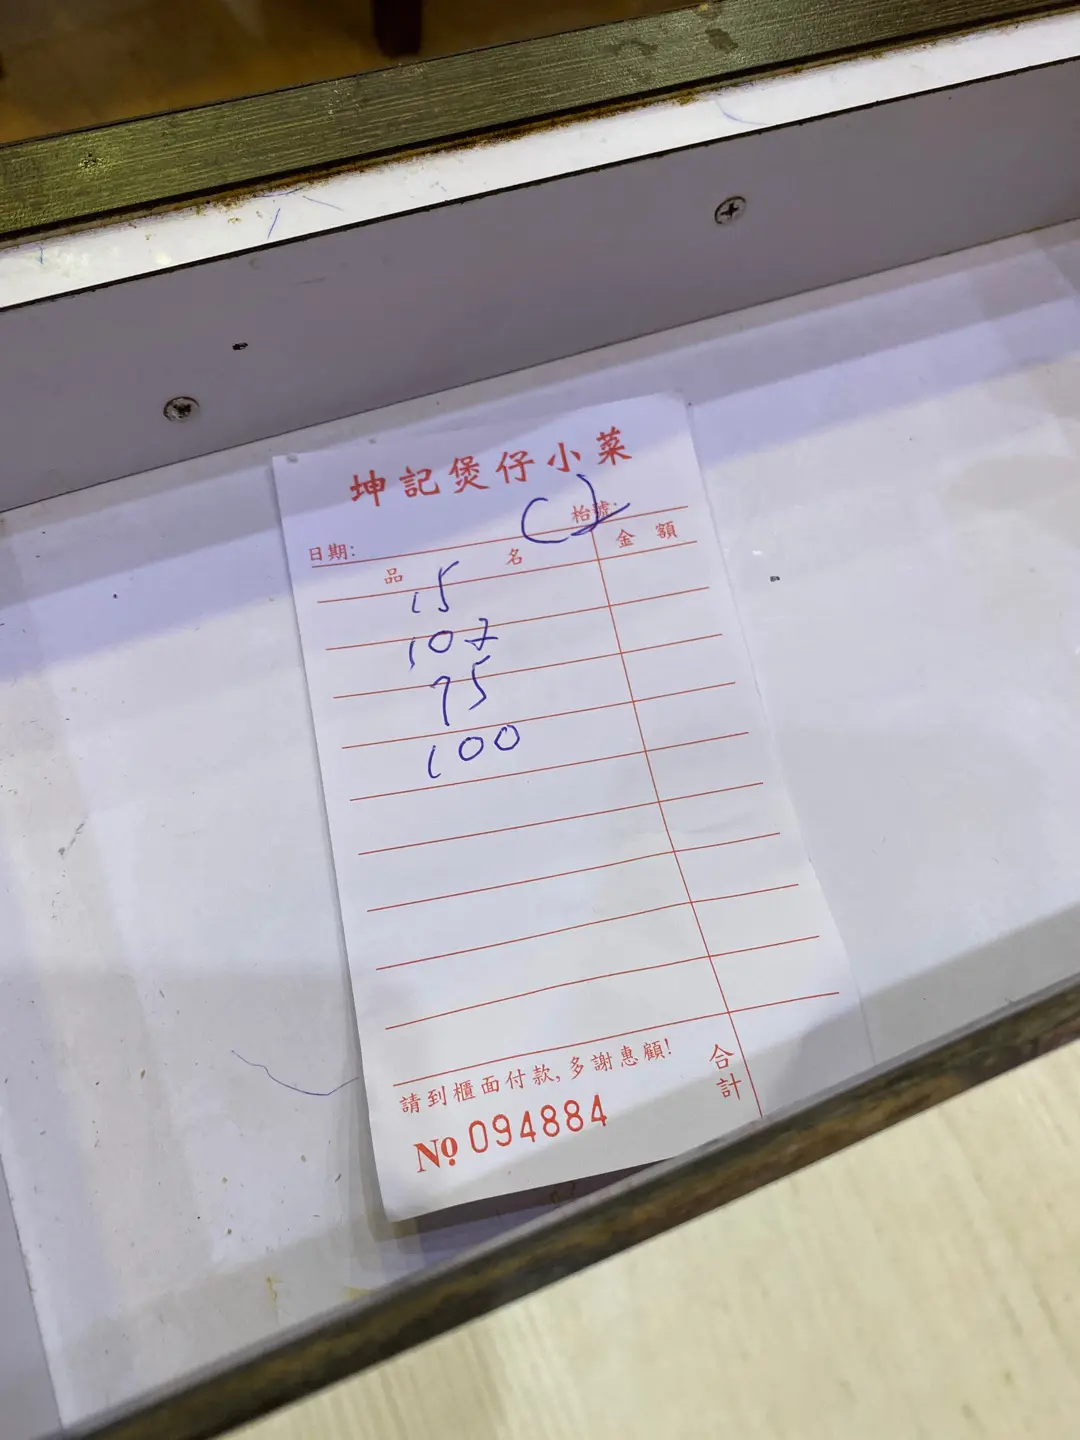 坤記煲仔小菜
枱號:
日期:
品 名 金 額
15
102
75
100
請到櫃面付款,多謝惠顧!
合計
No 094884